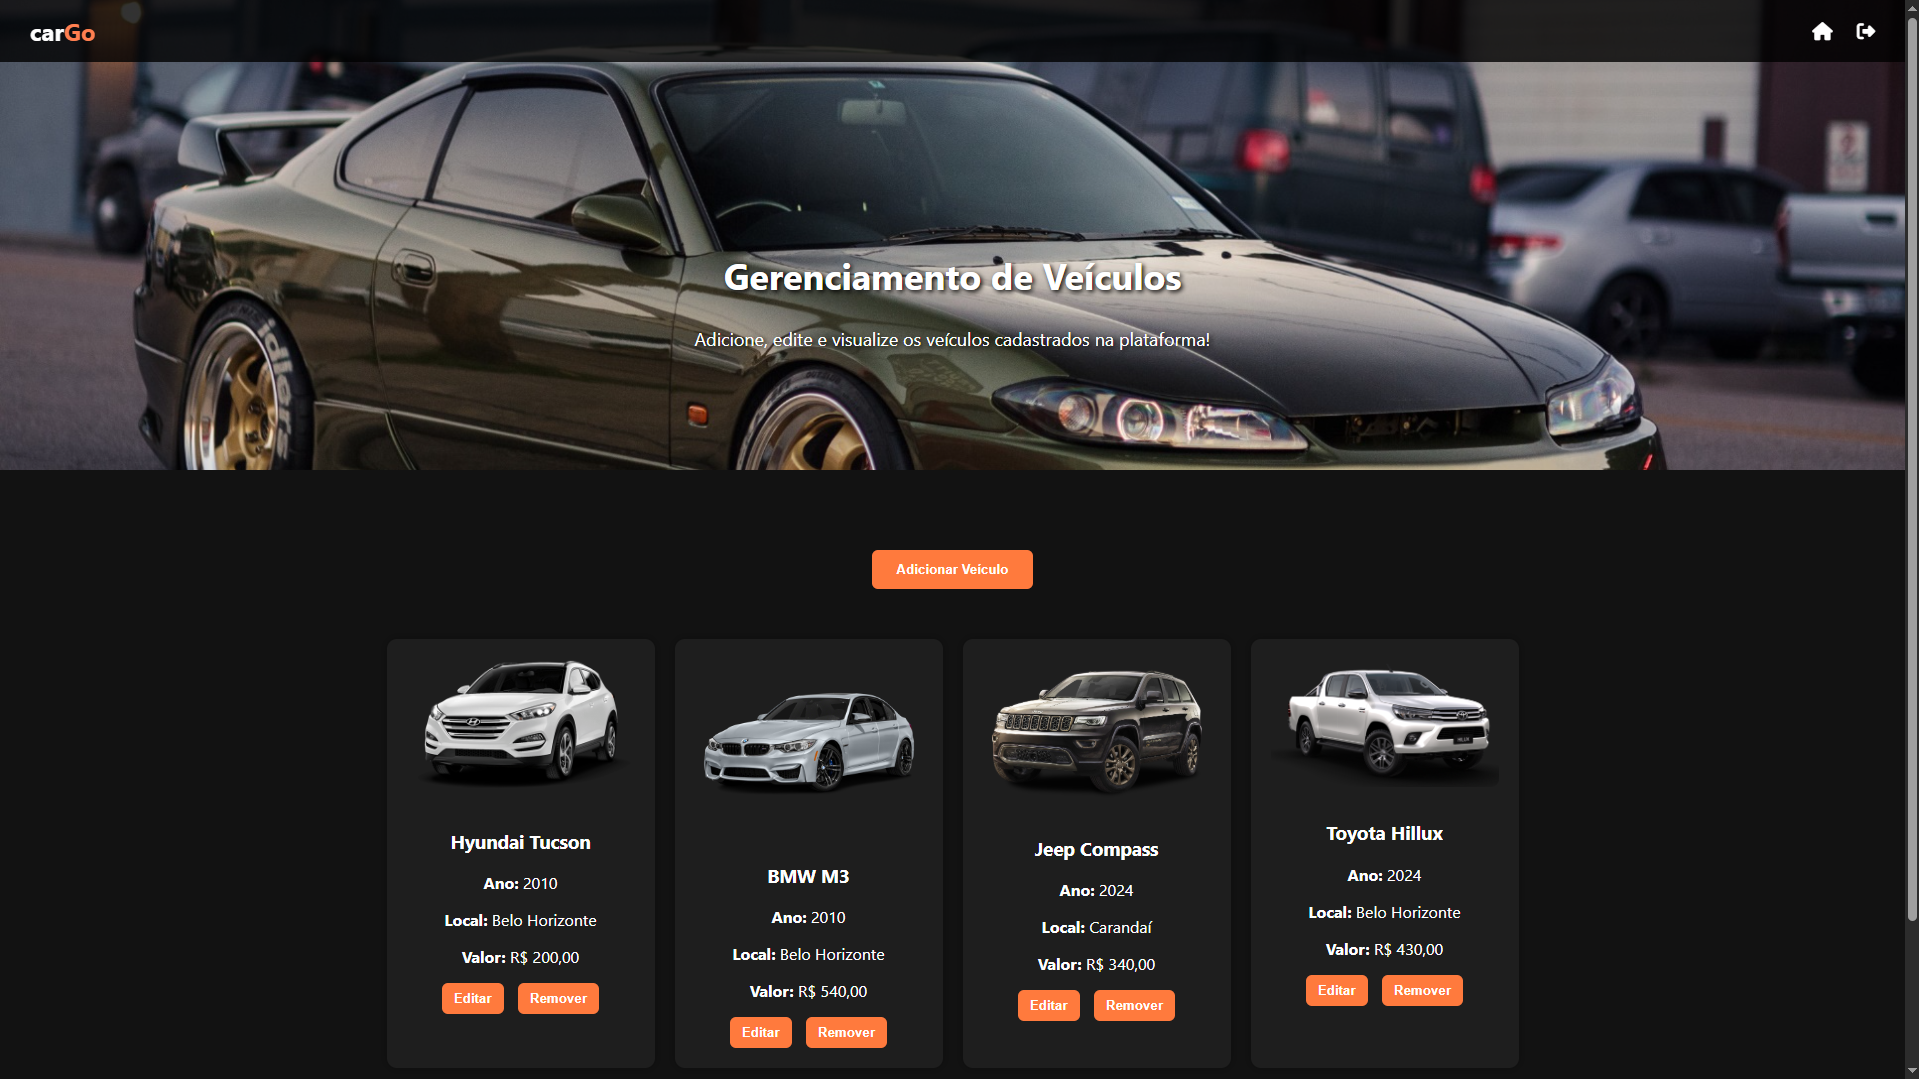 carGo
Gerenciamento de Veículos
Adicione, edite e visualize os veículos cadastrados na plataforma!
Adicionar Veículo
Hyundai Tucson
Ano: 2010
Local: Belo Horizonte
Valor: R$ 200,00
Editar Remover
BMW M3
Ano: 2010
Local: Belo Horizonte
Valor: R$ 540,00
Editar Remover
Jeep Compass
Ano: 2024
Local: Carandaí
Valor: R$ 340,00
Editar Remover
Toyota Hillux
Ano: 2024
Local: Belo Horizonte
Valor: R$ 430,00
Editar Remover